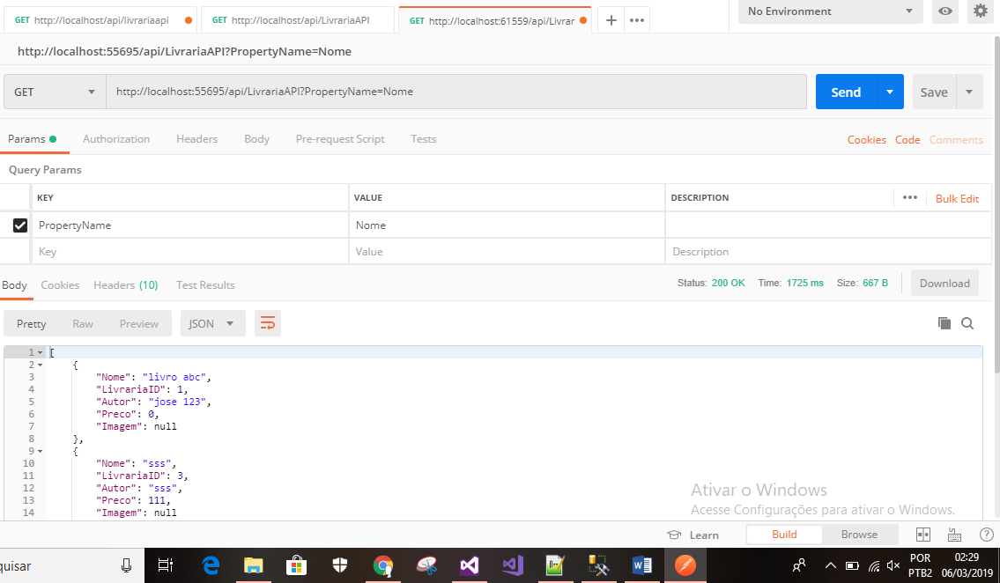 GET http://localhost/api/livrariaapi
GET http://localhost/api/LivrariaAPI
GET http://localhost:61559/api/Livrar
No Environment
http://localhost:55695/api/LivrariaAPI?PropertyName=Nome
GET http://localhost:55695/api/LivrariaAPI?PropertyName=Nome Send Save
Params Authorization Headers Body Pre-request Script Tests Cookies Code Comments
Query Params
KEY VALUE DESCRIPTION ••• Bulk Edit
PropertyName Nome
Key Value Description
Body Cookies Headers (10) Test Results Status: 200 OK Time: 1725 ms Size: 667 B Download
Pretty Raw Preview JSON
1 [
2 {
3 "Nome": "livro abc",
4 "LivrariaID": 1,
5 "Autor": "jose 123",
6 "Preco": 0,
7 "Imagem": null
8 },
9 {
10 "Nome": "sss",
11 "LivrariaID": 3,
12 "Autor": "sss",
13 "Preco": 111,
14 "Imagem": null
Ativar o Windows
Acesse Configurações para ativar o Windows.
Learn Build Browse
quisar
POR 02:29
PTB2 06/03/2019